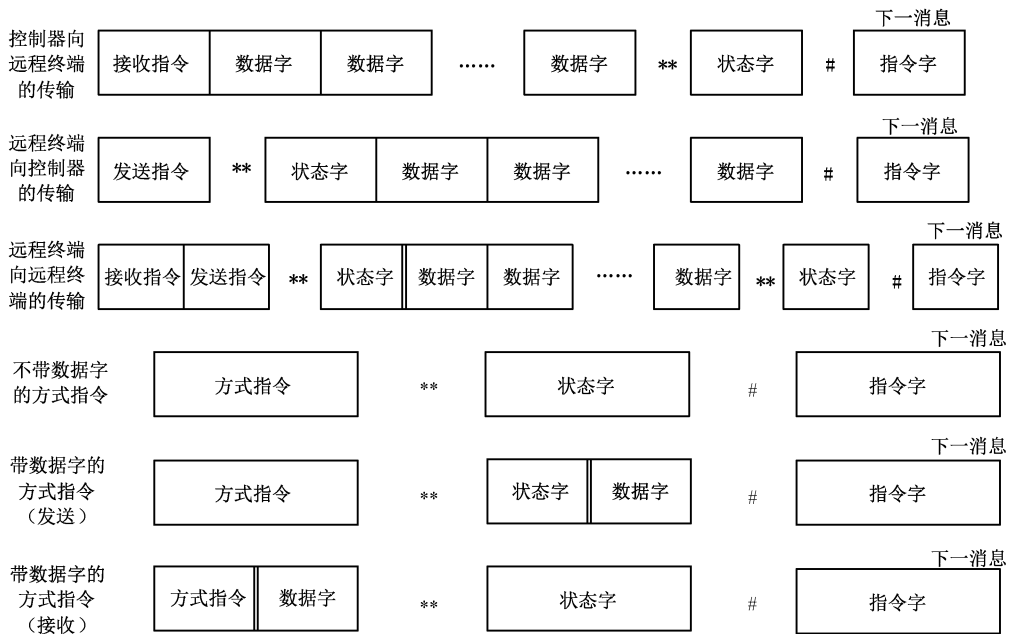 下一消息
控制器向
远程终端
的传输
接收指令 数据字 数据字 …… 数据字 ** 状态字 # 指令字
下一消息
远程终端
向控制器
的传输
发送指令 ** 状态字 数据字 数据字 …… 数据字 # 指令字
下一消息
远程终端
向远程终
端的传输
接收指令 发送指令 ** 状态字 数据字 数据字 …… 数据字 ** 状态字 # 指令字
下一消息
不带数据字
的方式指令
方式指令 ** 状态字 # 指令字
下一消息
带数据字的
方式指令
（发送）
方式指令 ** 状态字 数据字 # 指令字
下一消息
带数据字的
方式指令
（接收）
方式指令 数据字 ** 状态字 # 指令字